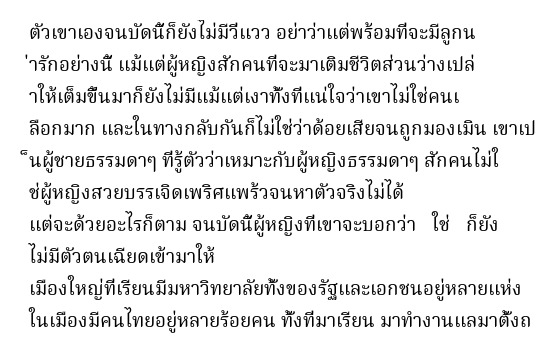 ตัวเขาเองจนบัดนี้ก็ยังไม่มีวี่แวว อย่าว่าแต่พร้อมที่จะมีลูกน
่ารักอย่างนี้ แม้แต่ผู้หญิงสักคนที่จะมาเติมชีวิตส่วนว่างเปล่
าให้เต็มขึ้นมาก็ยังไม่มีแม้แต่เงาทั้งที่แน่ใจว่าเขาไม่ใช่คนเ
ลือกมาก และในทางกลับกันก็ไม่ใช่ว่าด้อยเสียจนถูกมองเมิน เขาเป
็นผู้ชายธรรมดาๆ ที่รู้ตัวว่าเหมาะกับผู้หญิงธรรมดาๆ สักคนไม่ใ
ช่ผู้หญิงสวยบรรเจิดเพริศแพร้วจนหาตัวจริงไม่ได้
แต่จะด้วยอะไรก็ตาม จนบัดนี้ผู้หญิงที่เขาจะบอกว่า ใช่ ก็ยัง
ไม่มีตัวตนเฉียดเข้ามาให้
เมืองใหญ่ที่เรียนมีมหาวิทยาลัยทั้งของรัฐและเอกชนอยู่หลายแห่ง
ในเมืองมีคนไทยอยู่หลายร้อยคน ทั้งที่มาเรียน มาทำงานแลมาตั้งถ